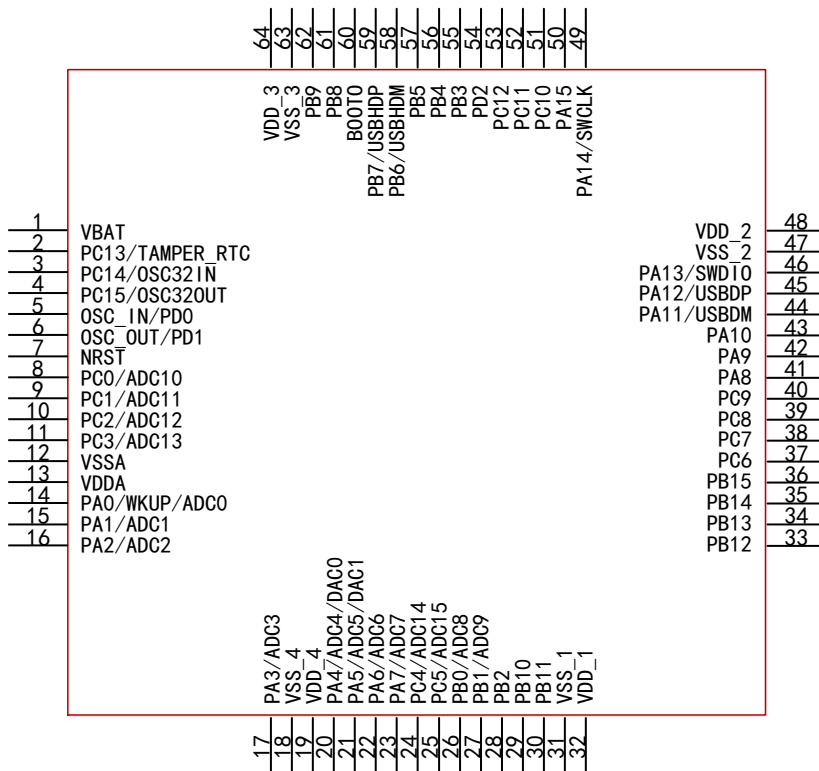 64
63
62
61
60
59
58
57
56
55
54
53
52
51
50
49
VDD_3
VSS_3
PB9
PB8
BOOT0
PB7/USBHDP
PB6/USBHDM
PB5
PB4
PB3
PD2
PC12
PC11
PC10
PA15
PA14/SWCLK
1 VBAT
2 PC13/TAMPER_RTC
3 PC14/OSC32IN
4 PC15/OSC32OUT
5 OSC_IN/PD0
6 OSC_OUT/PD1
7 NRST
8 PC0/ADC10
9 PC1/ADC11
10 PC2/ADC12
11 PC3/ADC13
12 VSSA
13 VDDA
14 PA0/WKUP/ADC0
15 PA1/ADC1
16 PA2/ADC2
VDD_2 48
VSS_2 47
PA13/SWDIO 46
PA12/USBDP 45
PA11/USBDM 44
PA10 43
PA9 42
PA8 41
PC9 40
PC8 39
PC7 38
PC6 37
PB15 36
PB14 35
PB13 34
PB12 33
PA3/ADC3
VSS_4
VDD_4
PA4/ADC4/DAC0
PA5/ADC5/DAC1
PA6/ADC6
PA7/ADC7
PC4/ADC14
PC5/ADC15
PB0/ADC8
PB1/ADC9
PB2
PB10
PB11
VSS_1
VDD_1
17
18
19
20
21
22
23
24
25
26
27
28
29
30
31
32